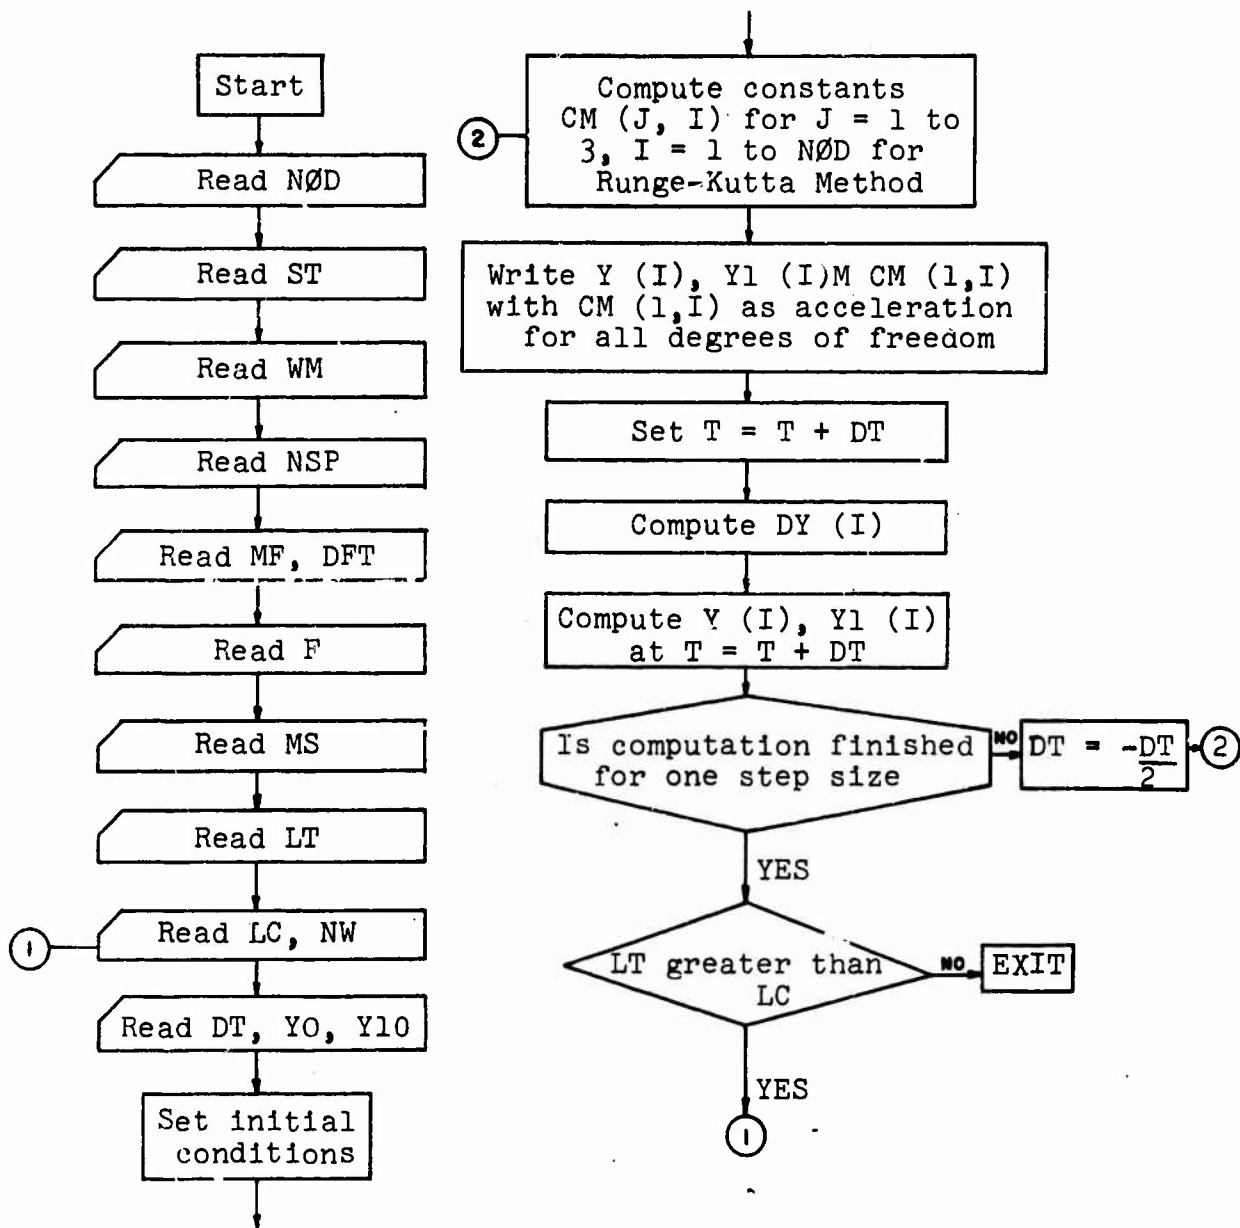 Start
Read NØD
Read ST
Read WM
Read NSP
Read MF, DFT
Read F
Read MS
Read LT
1
Read LC, NW
Read DT, YO, Y10
Set initial
conditions
Compute constants
CM (J, I) for J = 1 to
3, I = 1 to NØD for
Runge-Kutta Method
2
Write Y (I), Y1 (I)M CM (1,I)
with CM (1,I) as acceleration
for all degrees of freedom
Set T = T + DT
Compute DY (I)
Compute Y (I), Y1 (I)
at T = T + DT
Is computation finished
for one step size
NO
DT = -DT
2
2
YES
LT greater than
LC
NO
EXIT
YES
1